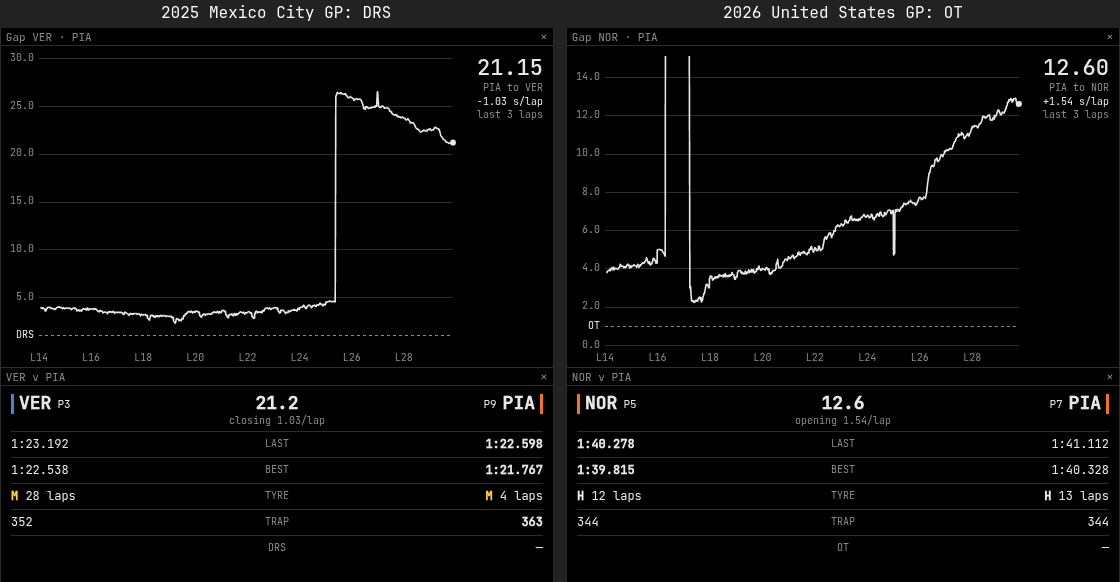 2025 Mexico City GP: DRS
Gap VER · PIA ×
30.0
25.0
20.0
15.0
10.0
5.0
DRS
L14 L16 L18 L20 L22 L24 L26 L28
21.15
PIA to VER
-1.03 s/lap
last 3 laps
VER v PIA ×
VER P3 21.2 P9 PIA
closing 1.03/lap
1:23.192 LAST 1:22.598
1:22.538 BEST 1:21.767
M 28 laps TYRE M 4 laps
352 TRAP 363
DRS —
2026 United States GP: OT
Gap NOR · PIA ×
14.0
12.0
10.0
8.0
6.0
4.0
2.0
OT
0.0
L14 L16 L18 L20 L22 L24 L26 L28
12.60
PIA to NOR
+1.54 s/lap
last 3 laps
NOR v PIA ×
NOR P5 12.6 P7 PIA
opening 1.54/lap
1:40.278 LAST 1:41.112
1:39.815 BEST 1:40.328
H 12 laps TYRE H 13 laps
344 TRAP 344
OT —